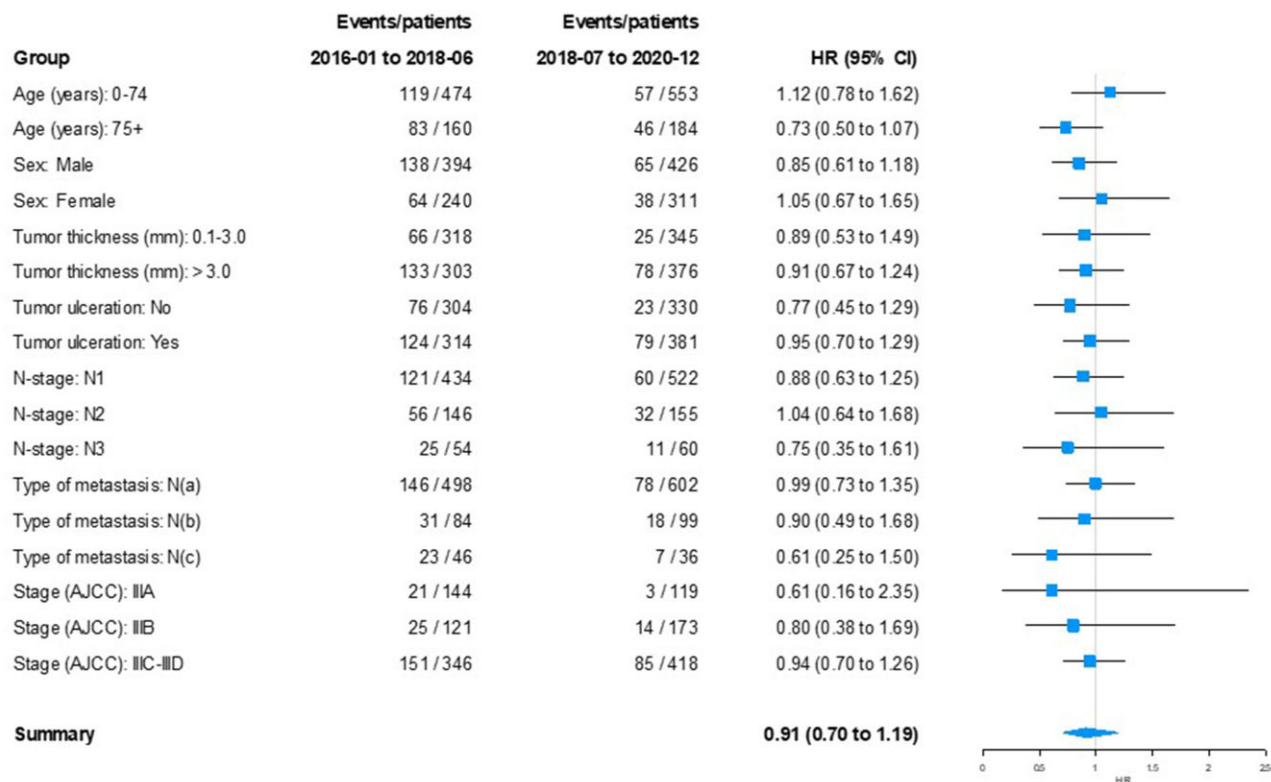 Events/patients Events/patients
Group 2016-01 to 2018-06 2018-07 to 2020-12 HR (95% CI)
Age (years): 0-74 119 / 474 57 / 553 1.12 (0.78 to 1.62)
Age (years): 75+ 83 / 160 46 / 184 0.73 (0.50 to 1.07)
Sex: Male 138 / 394 65 / 426 0.85 (0.61 to 1.18)
Sex: Female 64 / 240 38 / 311 1.05 (0.67 to 1.65)
Tumor thickness (mm): 0.1-3.0 66 / 318 25 / 345 0.89 (0.53 to 1.49)
Tumor thickness (mm): > 3.0 133 / 303 78 / 376 0.91 (0.67 to 1.24)
Tumor ulceration: No 76 / 304 23 / 330 0.77 (0.45 to 1.29)
Tumor ulceration: Yes 124 / 314 79 / 381 0.95 (0.70 to 1.29)
N-stage: N1 121 / 434 60 / 522 0.88 (0.63 to 1.25)
N-stage: N2 56 / 146 32 / 155 1.04 (0.64 to 1.68)
N-stage: N3 25 / 54 11 / 60 0.75 (0.35 to 1.61)
Type of metastasis: N(a) 146 / 498 78 / 602 0.99 (0.73 to 1.35)
Type of metastasis: N(b) 31 / 84 18 / 99 0.90 (0.49 to 1.68)
Type of metastasis: N(c) 23 / 46 7 / 36 0.61 (0.25 to 1.50)
Stage (AJCC): IIIA 21 / 144 3 / 119 0.61 (0.16 to 2.35)
Stage (AJCC): IIIB 25 / 121 14 / 173 0.80 (0.38 to 1.69)
Stage (AJCC): IIIC-IIID 151 / 346 85 / 418 0.94 (0.70 to 1.26)
Summary 0.91 (0.70 to 1.19)
0 0.5 1 1.5 2 2.5
HR